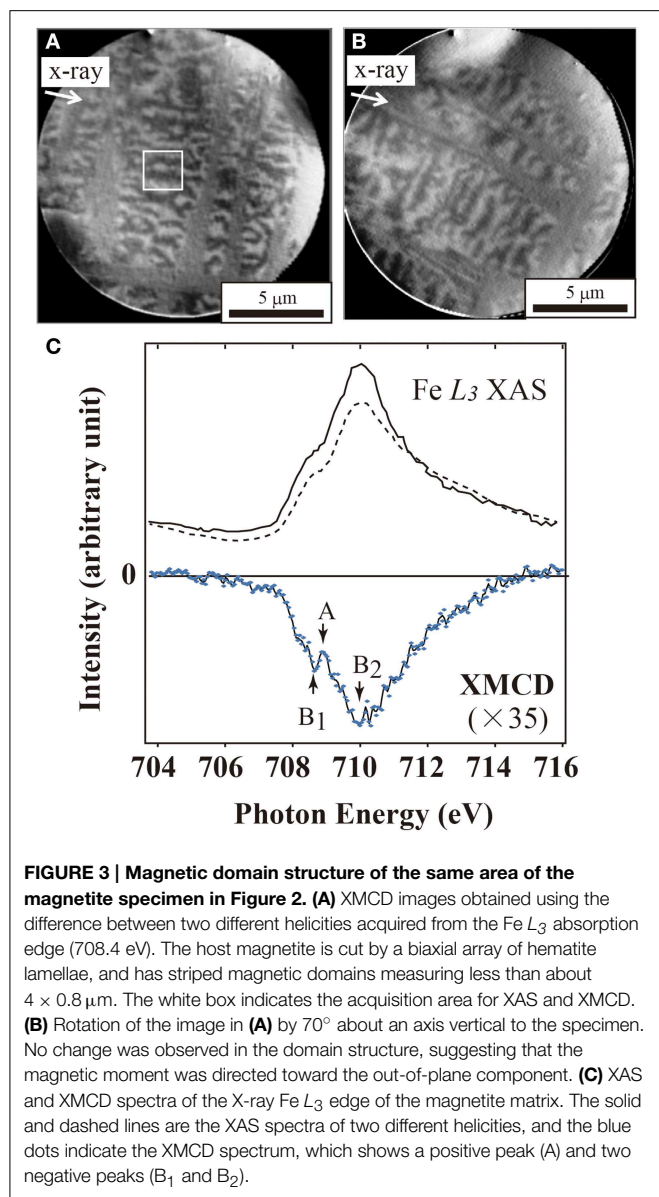 A
x-ray
5 μm
B
x-ray
5 μm
C
Fe L3 XAS
Intensity (arbitrary unit)
0
A
B1
B2
XMCD
(×35)
704 706 708 710 712 714 716
Photon Energy (eV)
FIGURE 3 | Magnetic domain structure of the same area of the
magnetite specimen in Figure 2. (A) XMCD images obtained using the
difference between two different helicities acquired from the Fe L3 absorption
edge (708.4 eV). The host magnetite is cut by a biaxial array of hematite
lamellae, and has striped magnetic domains measuring less than about
4 × 0.8 μm. The white box indicates the acquisition area for XAS and XMCD.
(B) Rotation of the image in (A) by 70° about an axis vertical to the specimen.
No change was observed in the domain structure, suggesting that the
magnetic moment was directed toward the out-of-plane component. (C) XAS
and XMCD spectra of the X-ray Fe L3 edge of the magnetite matrix. The solid
and dashed lines are the XAS spectra of two different helicities, and the blue
dots indicate the XMCD spectrum, which shows a positive peak (A) and two
negative peaks (B1 and B2).